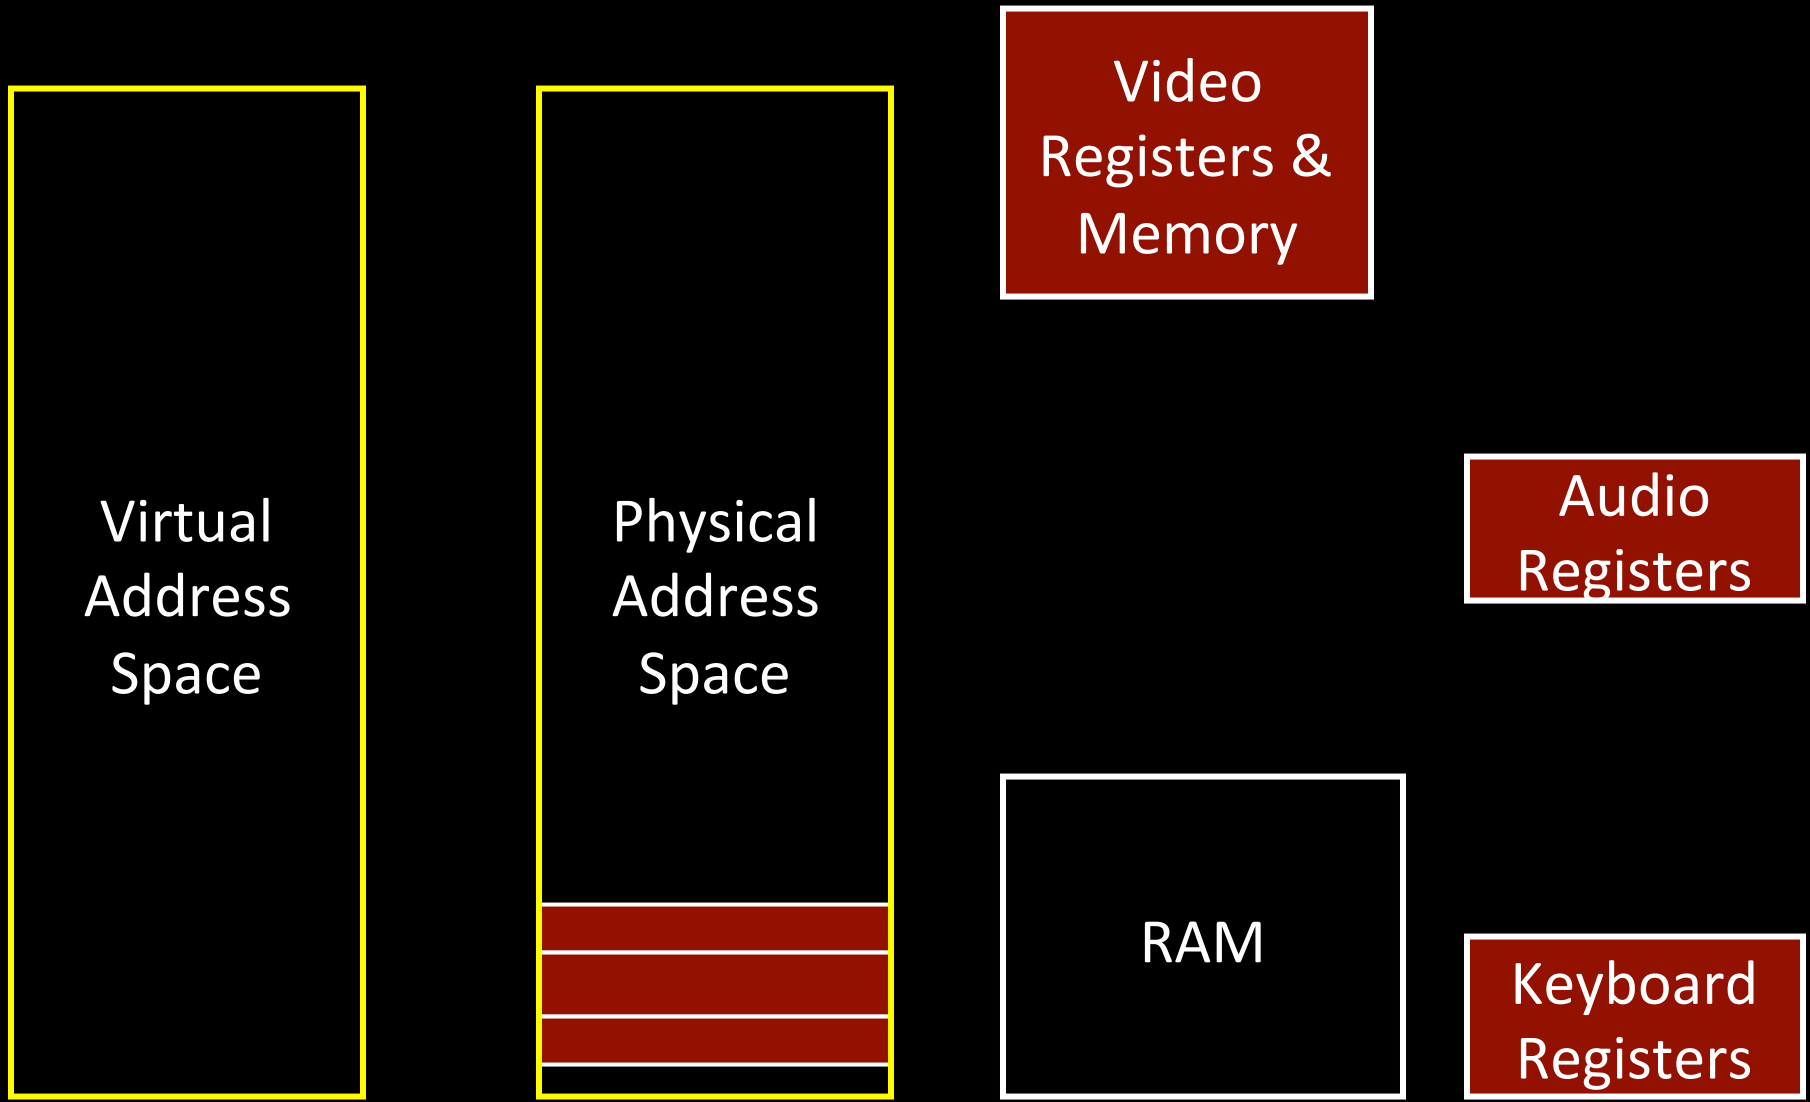 Video
Registers &
Memory
Virtual
Address
Space
Physical
Address
Space
Audio
Registers
RAM
Keyboard
Registers